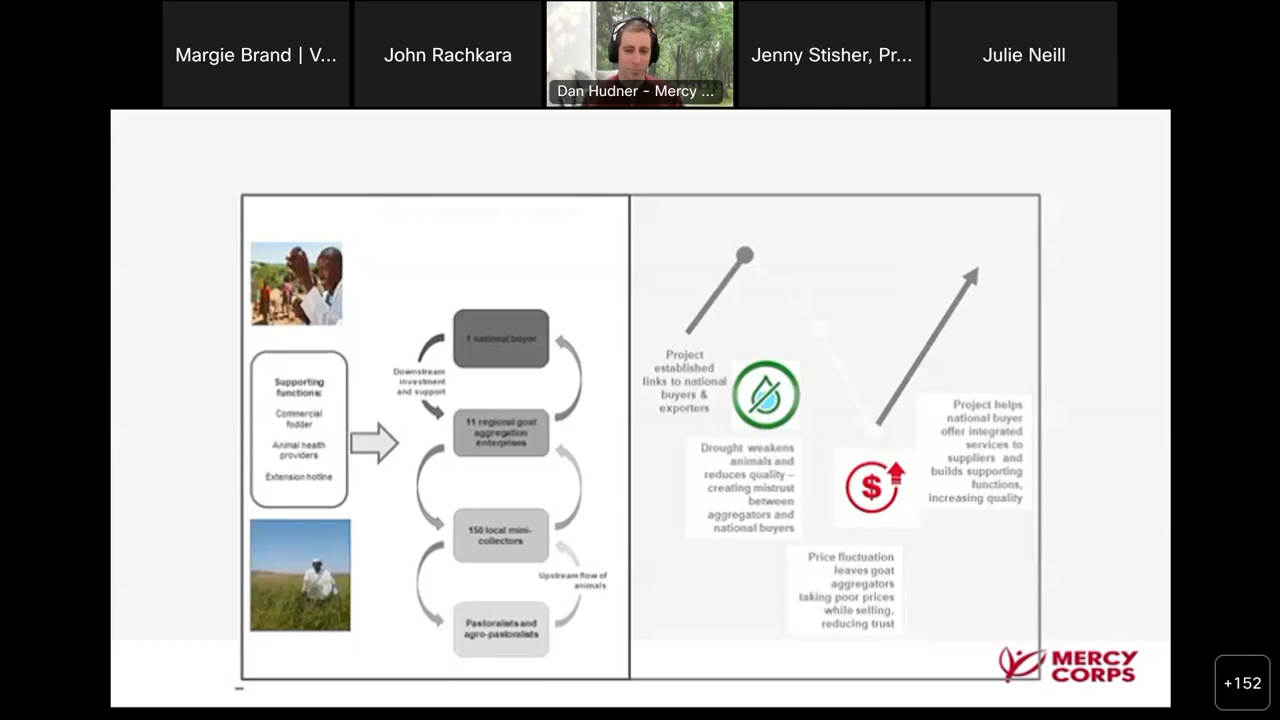 Margie Brand | V...
John Rachkara
Dan Hudner - Mercy ...
Jenny Stisher, Pr...
Julie Neill
Supporting
functions:
Commercial
fodder
Animal health
providers
Extension hotline
1 national buyer
Downstream
investment
and support
11 regional goat
aggregation
enterprises
150 local mini-
collectors
Upstream flow of
animals
Pastoralists and
agro-pastoralists
Project
established
links to national
buyers &
exporters
Drought weakens
animals and
reduces quality –
creating mistrust
between
aggregators and
national buyers
$
Price fluctuation
leaves goat
aggregators
taking poor prices
while selling,
reducing trust
Project helps
national buyer
offer integrated
services to
suppliers and
builds supporting
functions,
increasing quality
MERCY
CORPS
+152